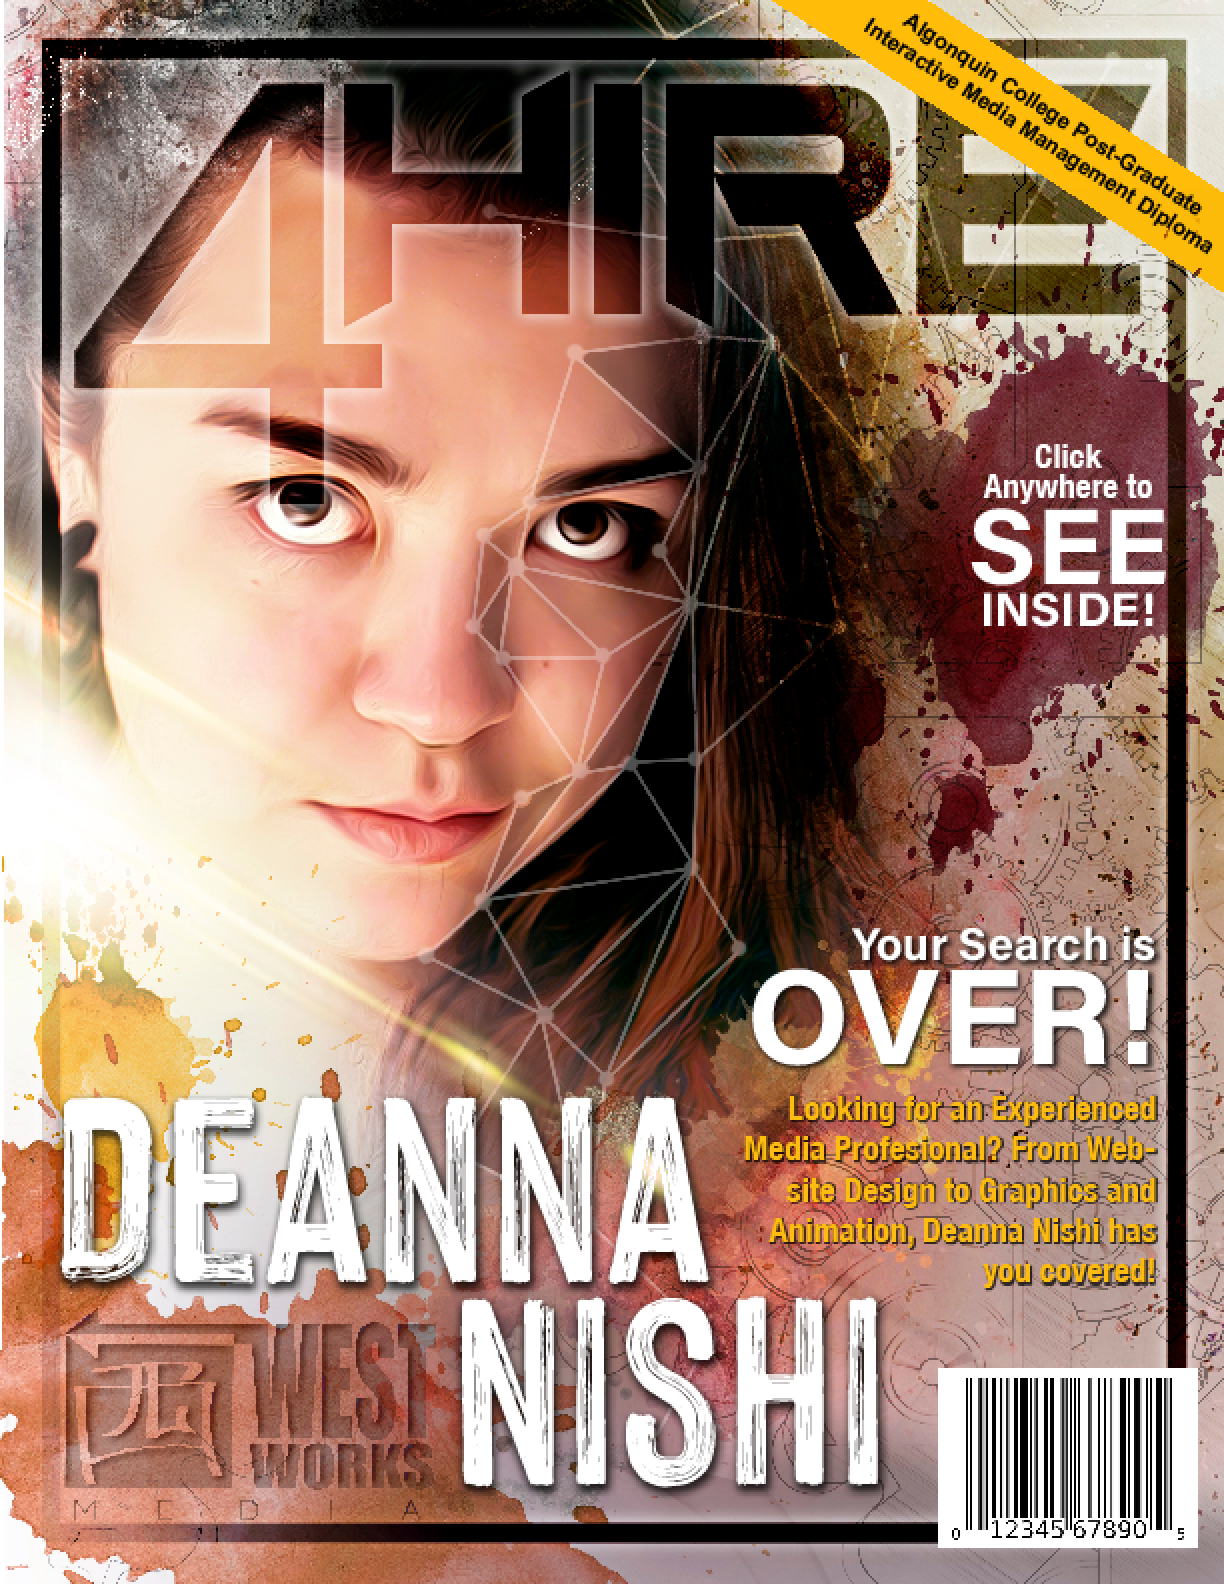 Algonquin College Post-Graduate
Interactive Media Management Diploma
4HIRE
Click
Anywhere to
SEE
INSIDE!
Your Search is
OVER!
Looking for an Experienced
Media Profesional? From Web-
site Design to Graphics and
Animation, Deanna Nishi has
you covered!
DEANNA
NISHI
WEST
WORKS
MEDIA
0 12345 67890 5